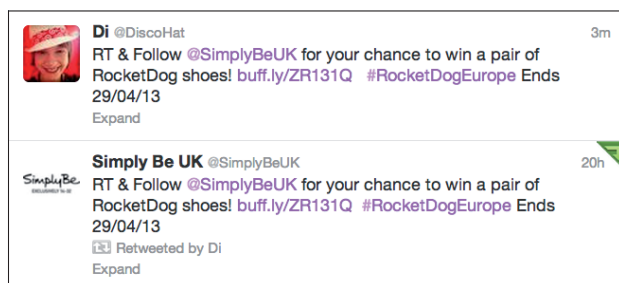 Di @DiscoHat 3m
RT & Follow @SimplyBeUK for your chance to win a pair of
RocketDog shoes! buff.ly/ZR131Q #RocketDogEurope Ends
29/04/13
Expand
Simply Be UK @SimplyBeUK 20h
SimplyBe
RT & Follow @SimplyBeUK for your chance to win a pair of
RocketDog shoes! buff.ly/ZR131Q #RocketDogEurope Ends
29/04/13
Retweeted by Di
Expand